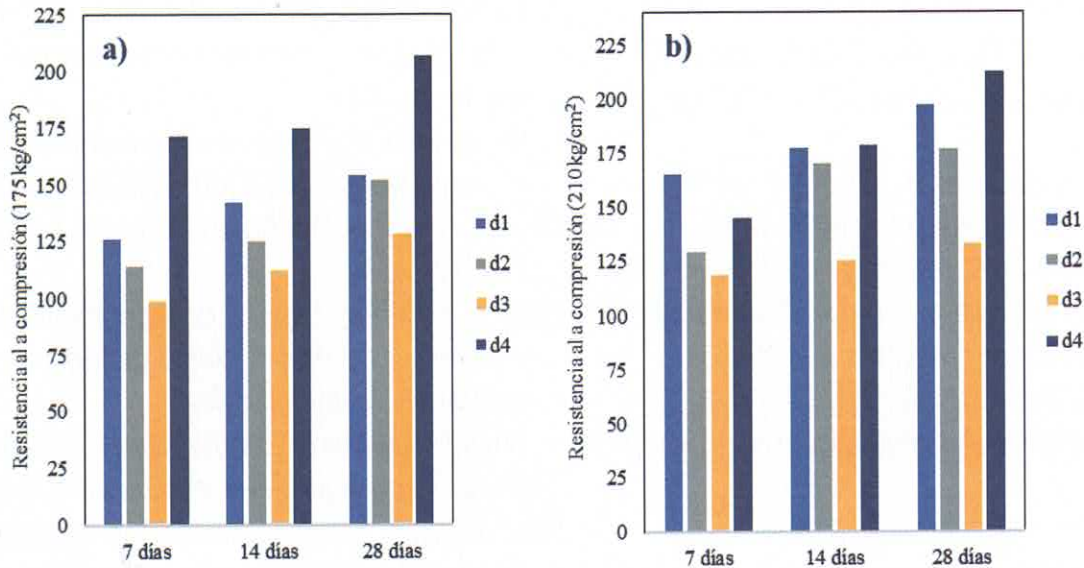 a)
Resistencia al a compresión (175 kg/cm²)
225
200
175
150
125
100
75
50
25
0
7 días
14 días
28 días
d1
d2
d3
d4
b)
Resistencia al a compresión (210 kg/cm²)
225
200
175
150
125
100
75
50
25
0
7 días
14 días
28 días
d1
d2
d3
d4